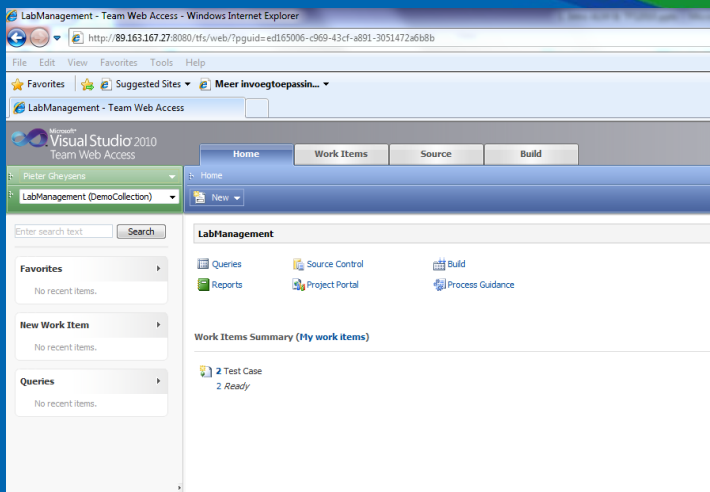 LabManagement - Team Web Access - Windows Internet Explorer
http://89.163.167.27:8080/tfs/web/?pguid=ed165006-c969-43cf-a891-3051472a6b8b
File Edit View Favorites Tools Help
Favorites Suggested Sites Meer invoegtoepassin...
LabManagement - Team Web Access
Microsoft
Visual Studio 2010
Team Web Access
Home Work Items Source Build
Pieter Gheysens
Home
LabManagement (DemoCollection)
New
Enter search text Search
LabManagement
Queries Source Control Build
Reports Project Portal Process Guidance
Favorites
No recent items.
New Work Item
No recent items.
Work Items Summary (My work items)
2 Test Case
2 Ready
Queries
No recent items.